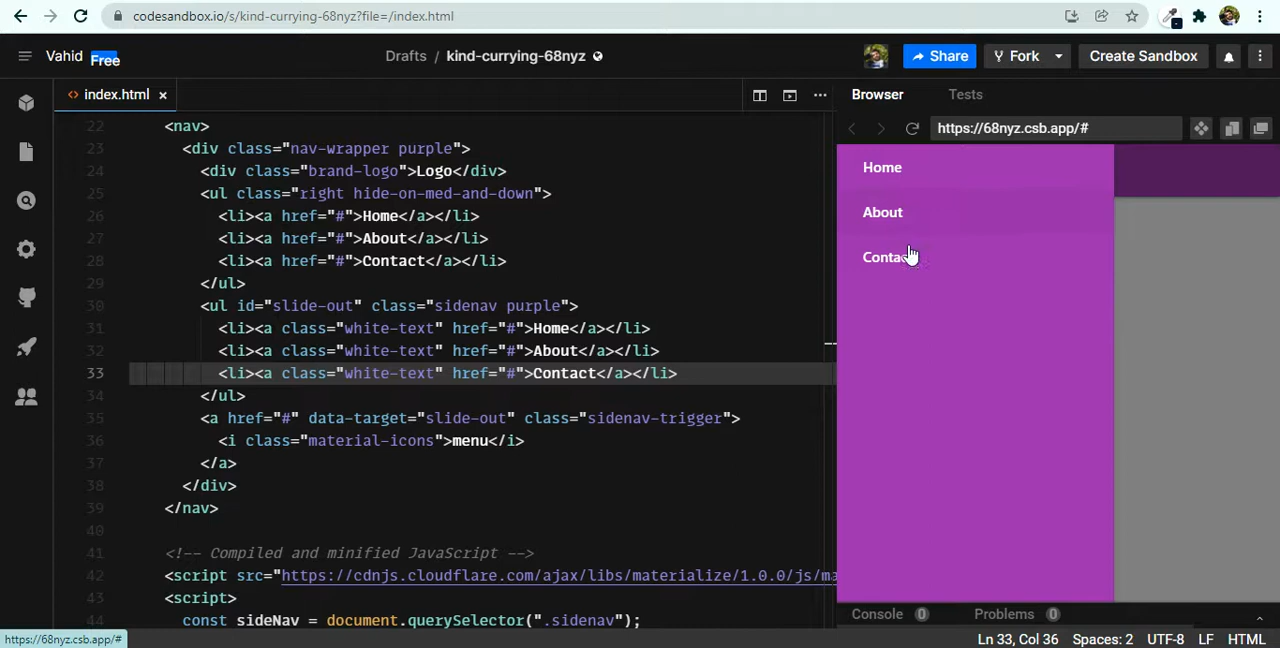 codesandbox.io/s/kind-currying-68nyz?file=/index.html
Vahid Free Drafts / kind-currying-68nyz Share Fork Create Sandbox
index.html × Browser Tests
https://68nyz.csb.app/#
22 <nav>
23 <div class="nav-wrapper purple">
24 <div class="brand-logo">Logo</div>
25 <ul class="right hide-on-med-and-down">
26 <li><a href="#">Home</a></li>
27 <li><a href="#">About</a></li>
28 <li><a href="#">Contact</a></li>
29 </ul>
30 <ul id="slide-out" class="sidenav purple">
31 <li><a class="white-text" href="#">Home</a></li>
32 <li><a class="white-text" href="#">About</a></li>
33 <li><a class="white-text" href="#">Contact</a></li>
34 </ul>
35 <a href="#" data-target="slide-out" class="sidenav-trigger">
36 <i class="material-icons">menu</i>
37 </a>
38 </div>
39 </nav>
40
41 <!-- Compiled and minified JavaScript -->
42 <script src="https://cdnjs.cloudflare.com/ajax/libs/materialize/1.0.0/js/ma
43 <script>
44 const sideNav = document.querySelector(".sidenav");
Home
About
Console 0 Problems 0
https://68nyz.csb.app/#
Ln 33, Col 36 Spaces: 2 UTF-8 LF HTML